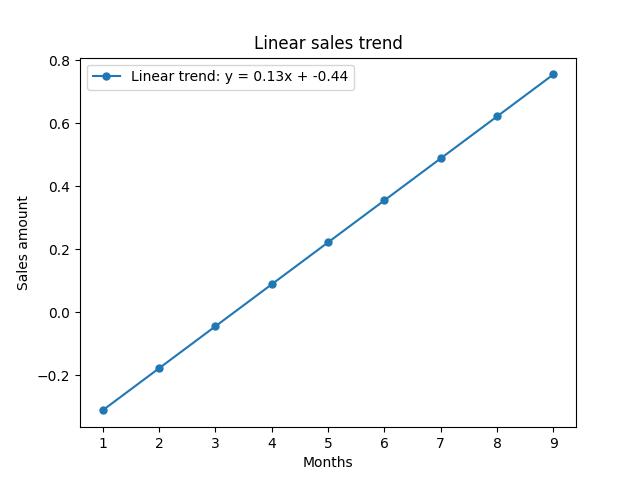 Linear sales trend
Linear trend: y = 0.13x + -0.44
Sales amount
0.8
0.6
0.4
0.2
0.0
−0.2
1 2 3 4 5 6 7 8 9
Months